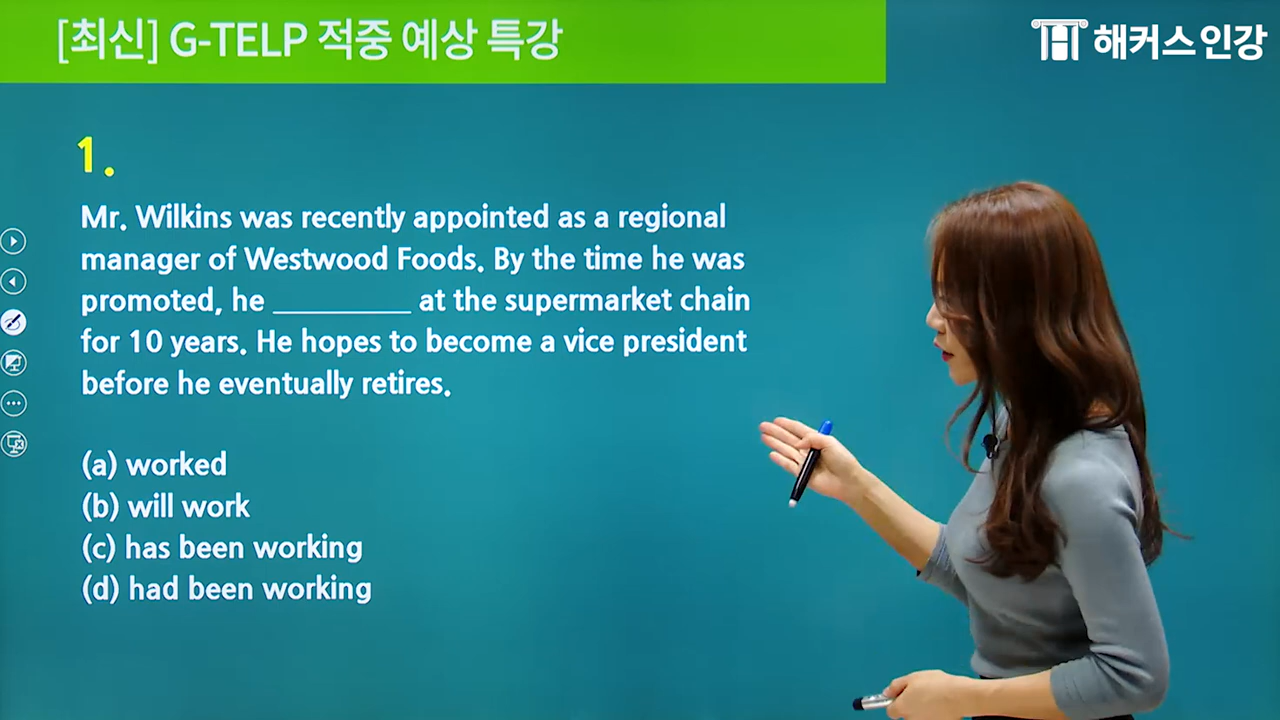 [최신] G-TELP 적중 예상 특강
해커스인강
1.
Mr. Wilkins was recently appointed as a regional
manager of Westwood Foods. By the time he was
promoted, he _________ at the supermarket chain
for 10 years. He hopes to become a vice president
before he eventually retires.
(a) worked
(b) will work
(c) has been working
(d) had been working